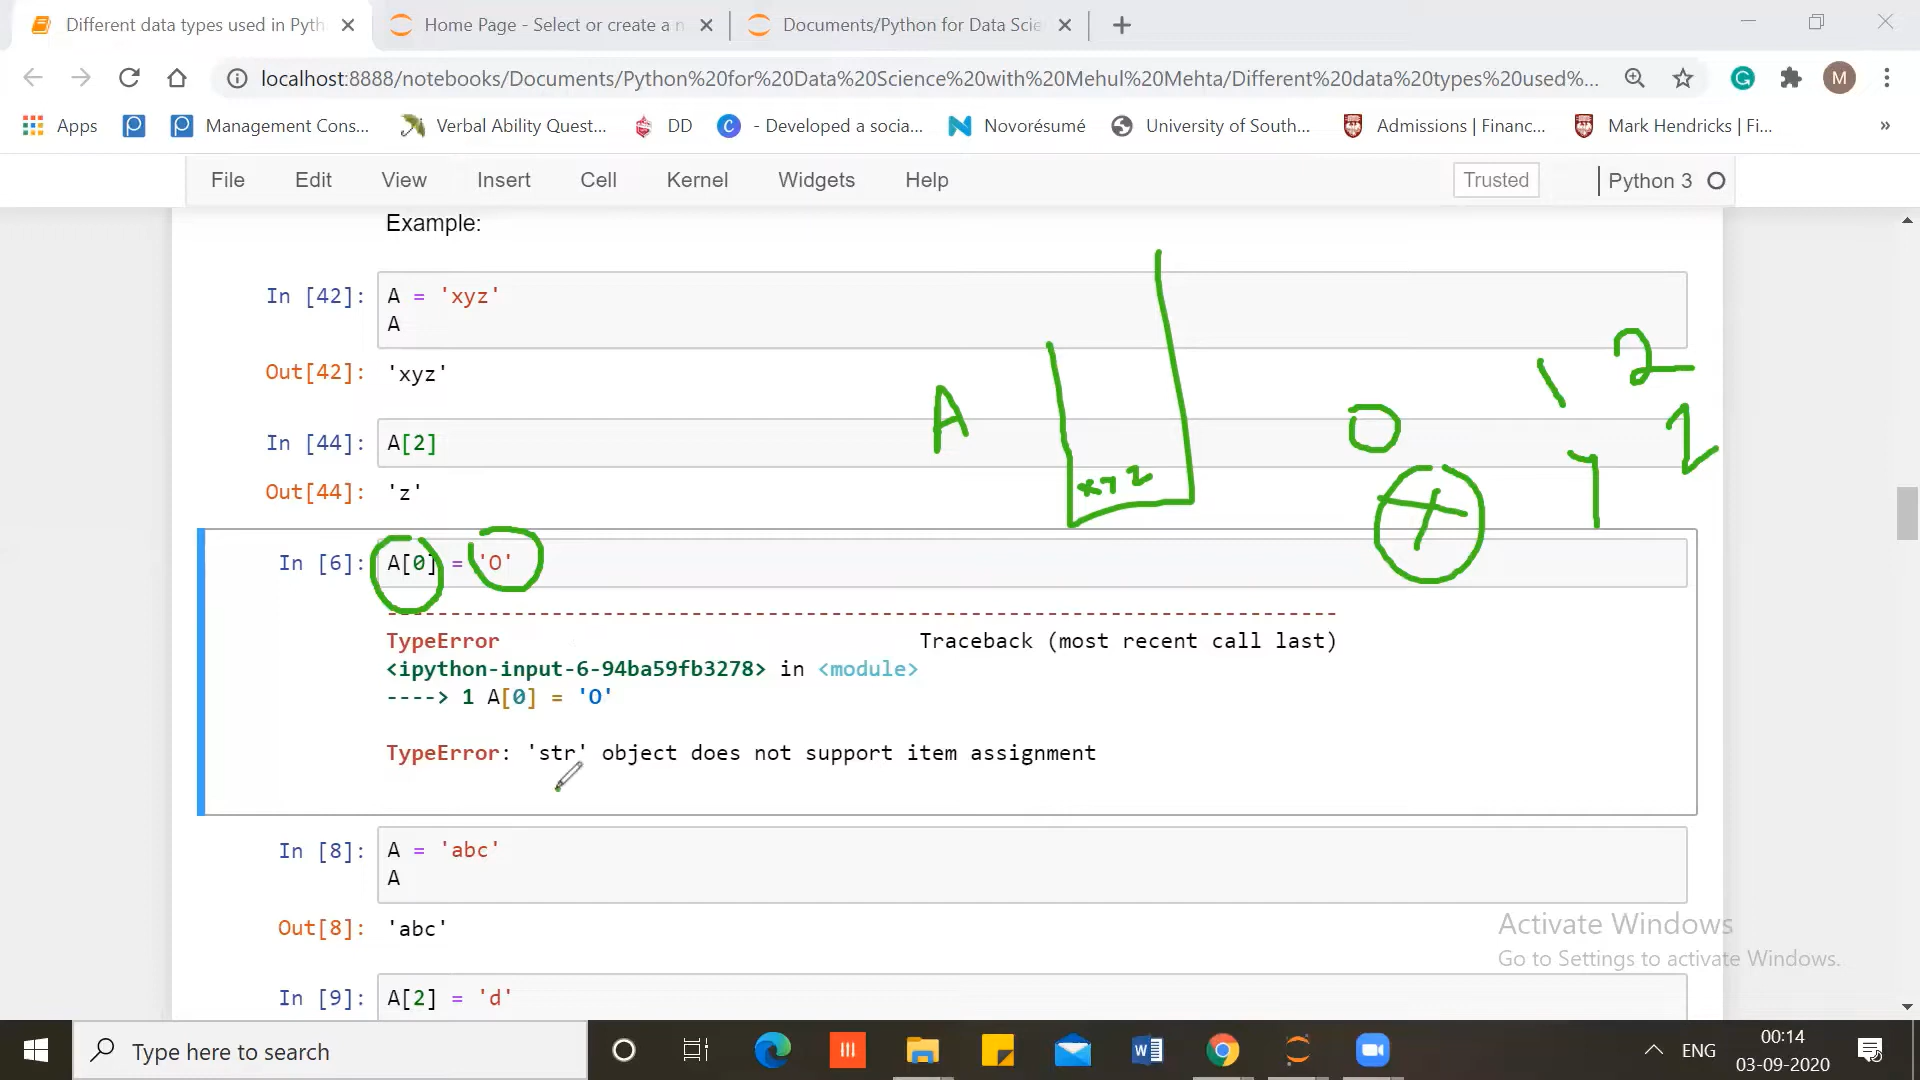 Different data types used in Pyth
Home Page - Select or create a n
Documents/Python for Data Scie
localhost:8888/notebooks/Documents/Python%20for%20Data%20Science%20with%20Mehul%20Mehta/Different%20data%20types%20used%...
M
Apps
Management Cons...
Verbal Ability Quest...
DD
- Developed a socia...
Novorésumé
University of South...
Admissions | Financ...
Mark Hendricks | Fi...
»
File
Edit
View
Insert
Cell
Kernel
Widgets
Help
Trusted
Python 3
Example:
In [42]:
A = 'xyz'
A
Out[42]:
'xyz'
In [44]:
A[2]
Out[44]:
'z'
A
xyz
0
1
2
In [6]:
A[0] = 'O'
---------------------------------------------------------------------------
TypeError Traceback (most recent call last)
<ipython-input-6-94ba59fb3278> in <module>
----> 1 A[0] = 'O'
TypeError: 'str' object does not support item assignment
In [8]:
A = 'abc'
A
Out[8]:
'abc'
In [9]:
A[2] = 'd'
Activate Windows
Go to Settings to activate Windows.
Type here to search
ENG
00:14
03-09-2020